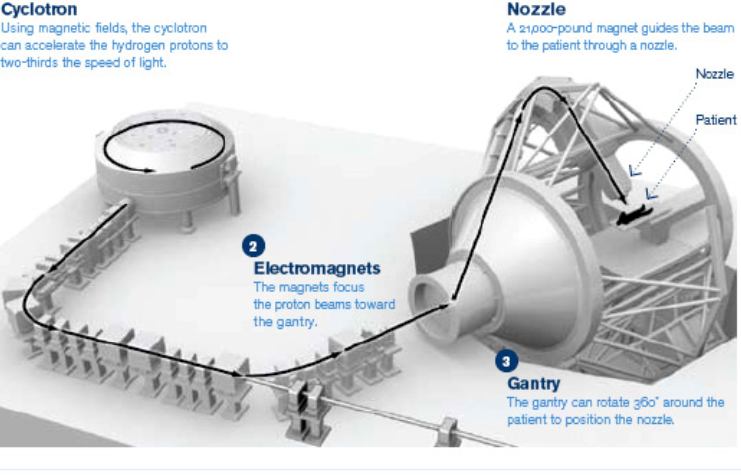 Cyclotron
Using magnetic fields, the cyclotron
can accelerate the hydrogen protons to
two-thirds the speed of light.
Nozzle
A 21,000-pound magnet guides the beam
to the patient through a nozzle.
Nozzle
Patient
2
Electromagnets
The magnets focus
the proton beams toward
the gantry.
3
Gantry
The gantry can rotate 360° around the
patient to position the nozzle.